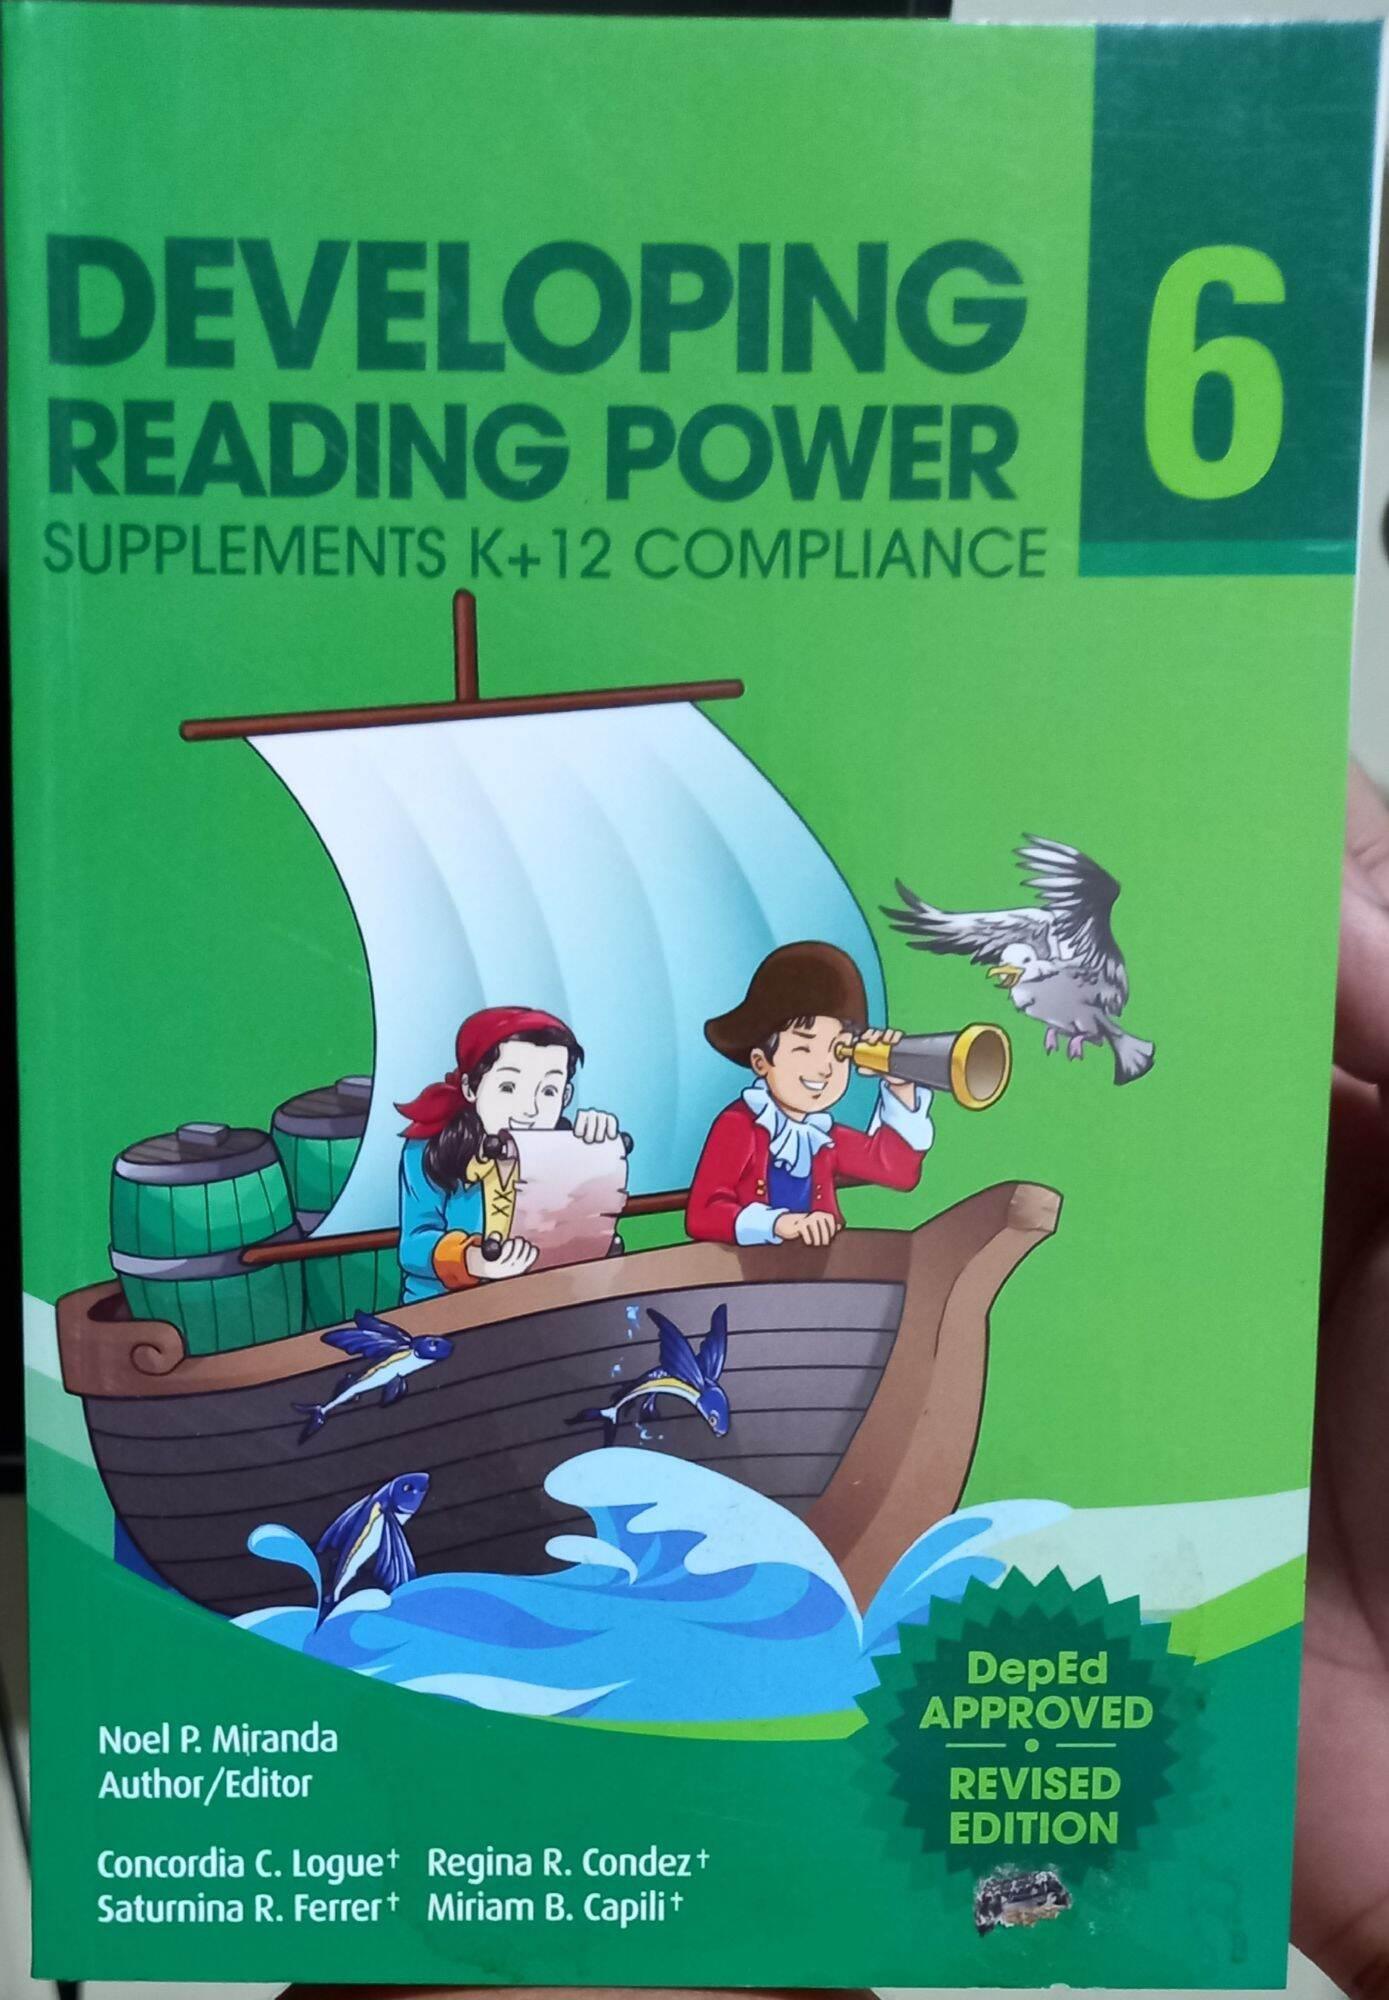 DEVELOPING
READING POWER
SUPPLEMENTS K+12 COMPLIANCE
6
DepEd
APPROVED
REVISED
EDITION
Noel P. Miranda
Author/Editor
Concordia C. Logue† Regina R. Condez†
Saturnina R. Ferrer† Miriam B. Capili†